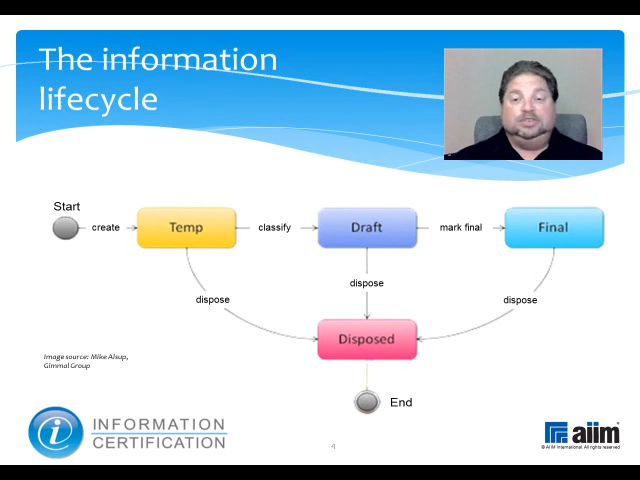 The information
lifecycle
Start
create
Temp
classify
Draft
mark final
Final
dispose
dispose
dispose
Disposed
Image source: Mike Alsup,
Gimmal Group
End
i
INFORMATION
CERTIFICATION
4
aiim
© AIIM International. All rights reserved